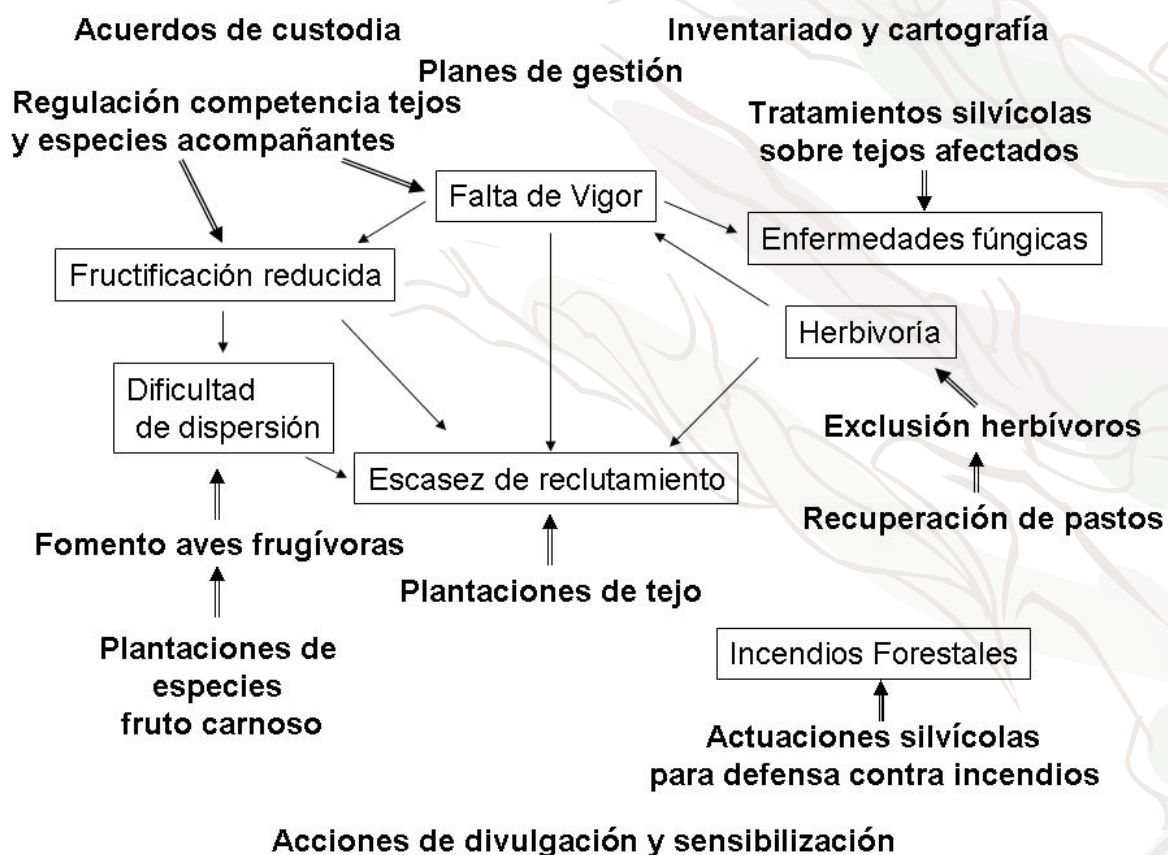 Acuerdos de custodia
Inventariado y cartografía
Planes de gestión
Regulación competencia tejos
y especies acompañantes
Tratamientos silvícolas
sobre tejos afectados
Falta de Vigor
Enfermedades fúngicas
Fructificación reducida
Herbivoría
Dificultad
de dispersión
Exclusión herbívoros
Escasez de reclutamiento
Recuperación de pastos
Fomento aves frugívoras
Plantaciones de tejo
Plantaciones de
especies
fruto carnoso
Incendios Forestales
Actuaciones silvícolas
para defensa contra incendios
Acciones de divulgación y sensibilización